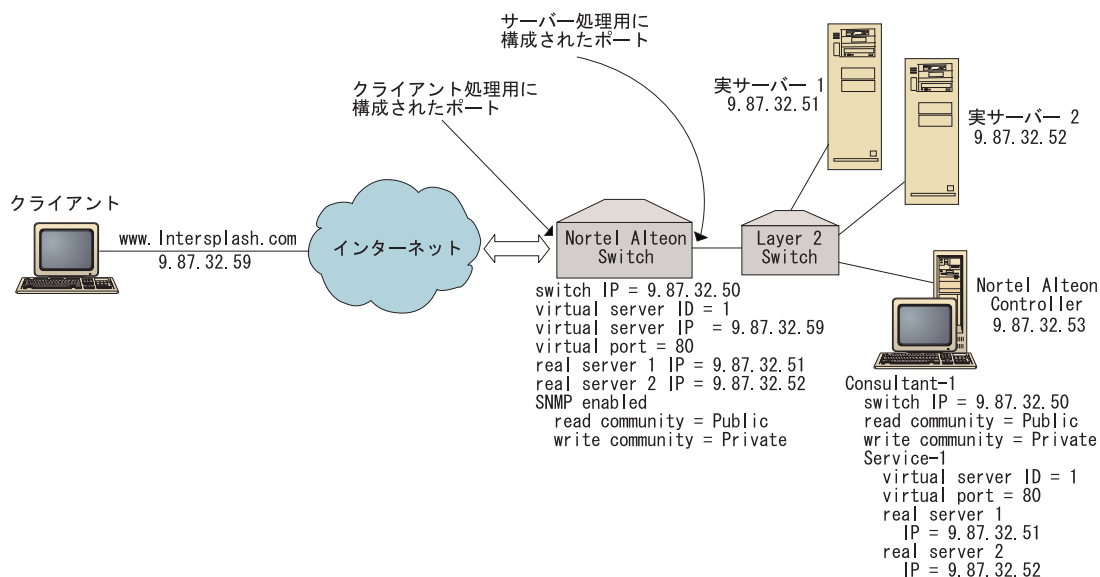 サーバー処理用に
構成されたポート
クライアント処理用に
構成されたポート
実サーバー 1
9.87.32.51
実サーバー 2
9.87.32.52
クライアント
www.Intersplash.com
9.87.32.59
インターネット
Nortel Alteon
Switch
Layer 2
Switch
Nortel Alteon
Controller
9.87.32.53
switch IP = 9.87.32.50
virtual server ID = 1
virtual server IP = 9.87.32.59
virtual port = 80
real server 1 IP = 9.87.32.51
real server 2 IP = 9.87.32.52
SNMP enabled
read community = Public
write community = Private
Consultant-1
switch IP = 9.87.32.50
read community = Public
write community = Private
Service-1
virtual server ID = 1
virtual port = 80
real server 1
IP = 9.87.32.51
real server 2
IP = 9.87.32.52